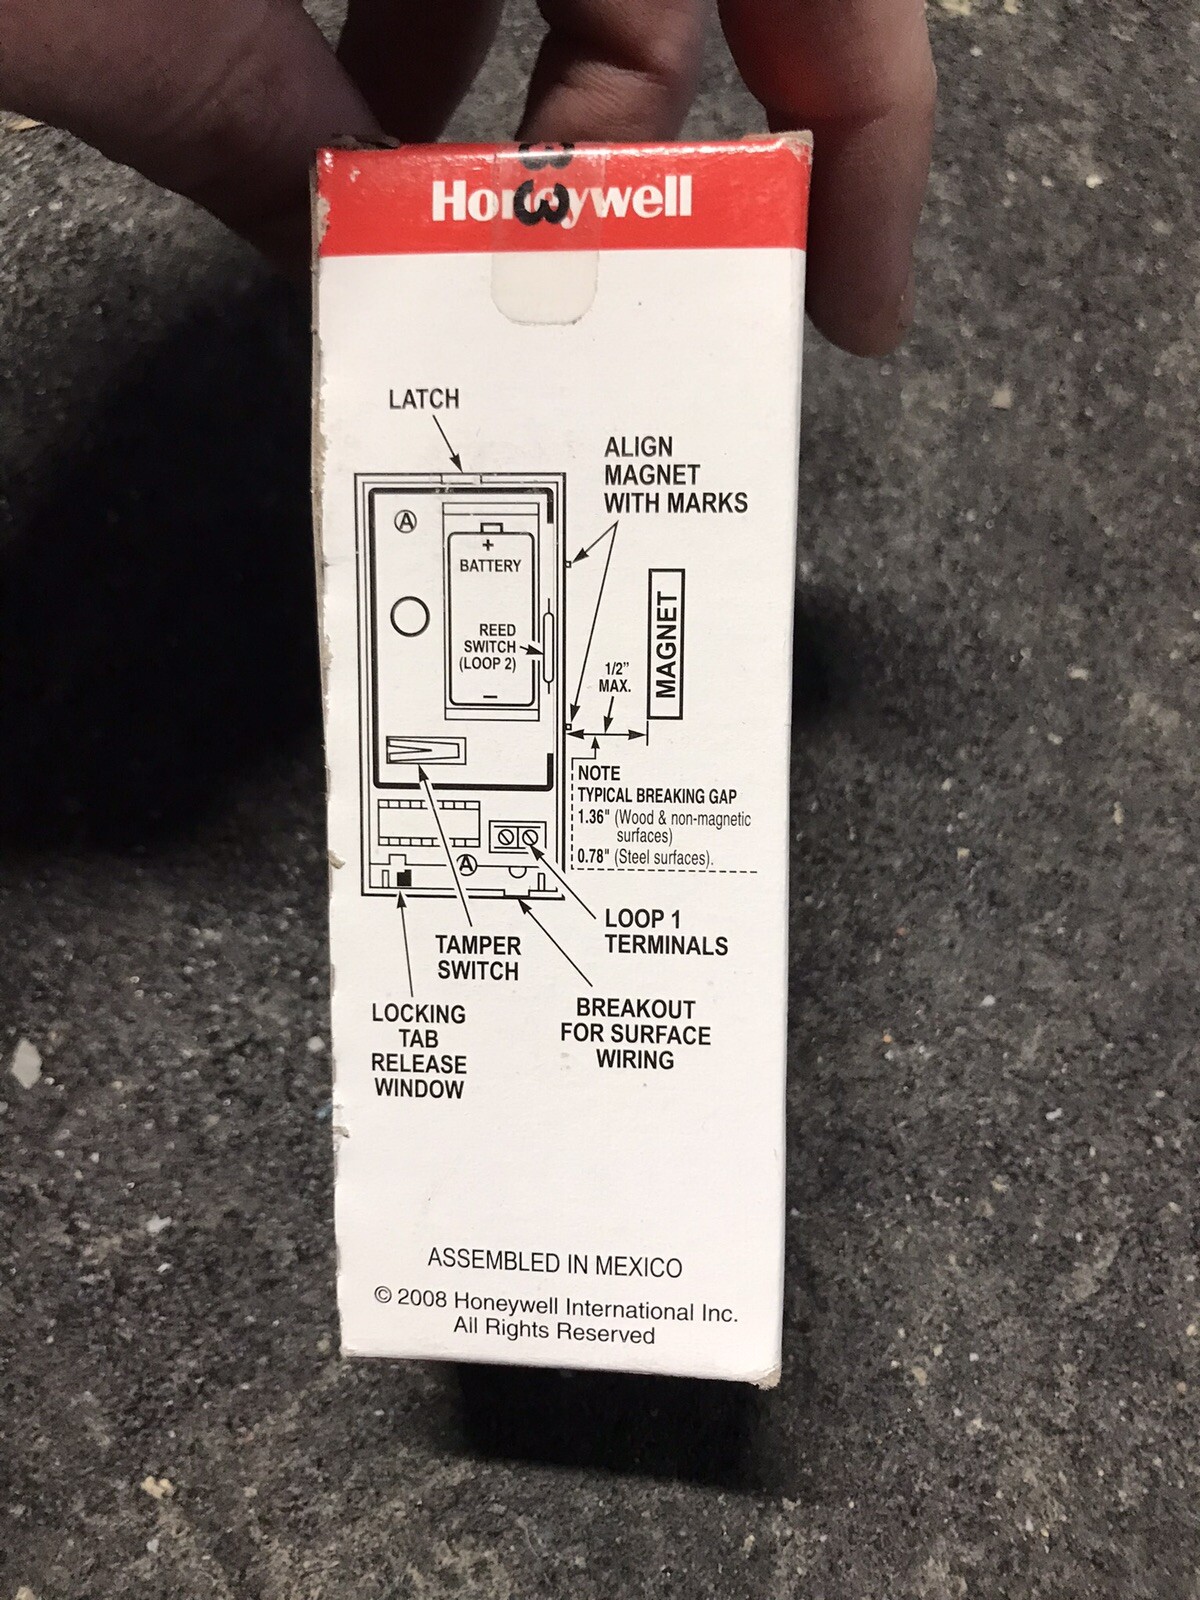 Honeywell
33
LATCH
ALIGN
MAGNET
WITH MARKS
A
+
BATTERY
REED
SWITCH
(LOOP 2)
–
1/2"
MAX.
MAGNET
NOTE
TYPICAL BREAKING GAP
1.36" (Wood & non-magnetic
surfaces)
0.78" (Steel surfaces).
A
LOOP 1
TERMINALS
TAMPER
SWITCH
BREAKOUT
FOR SURFACE
WIRING
LOCKING
TAB
RELEASE
WINDOW
ASSEMBLED IN MEXICO
© 2008 Honeywell International Inc.
All Rights Reserved